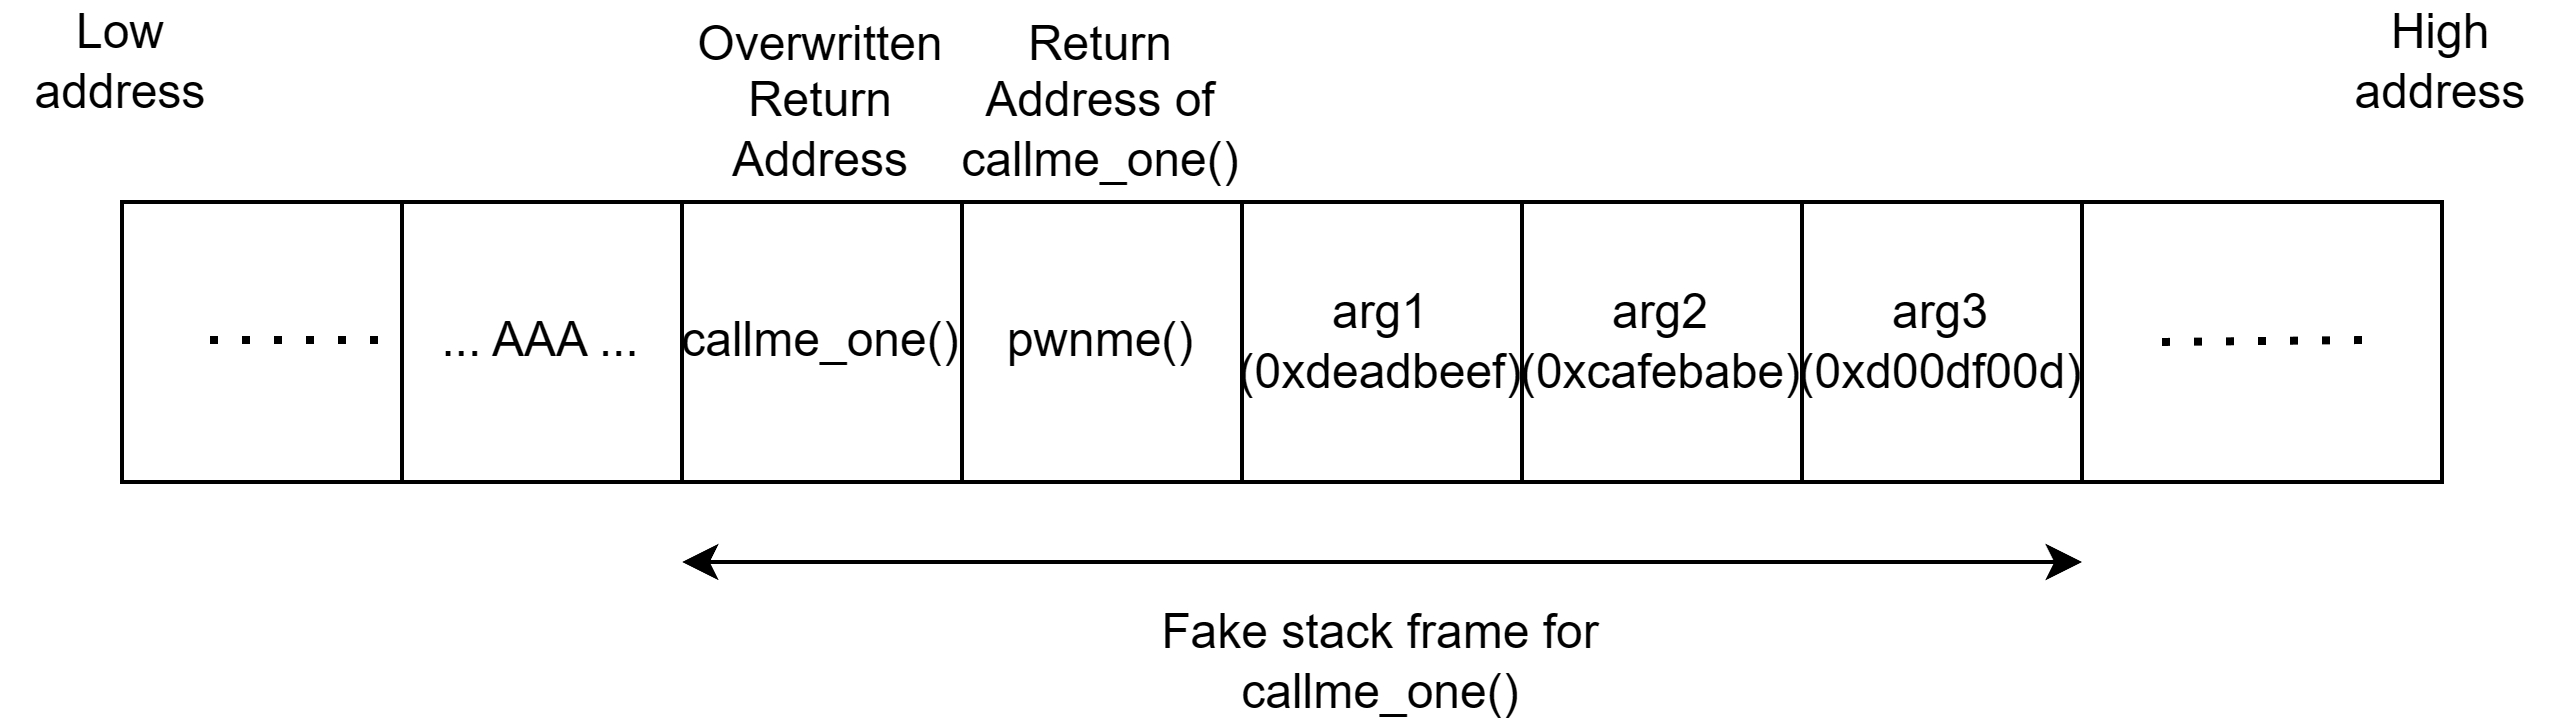 Low
address
Overwritten
Return
Address
Return
Address of
callme_one()
High
address
. . . . . .
... AAA ...
callme_one()
pwnme()
arg1
(0xdeadbeef)
arg2
(0xcafebabe)
arg3
(0xd00df00d)
. . . . . . .
Fake stack frame for
callme_one()